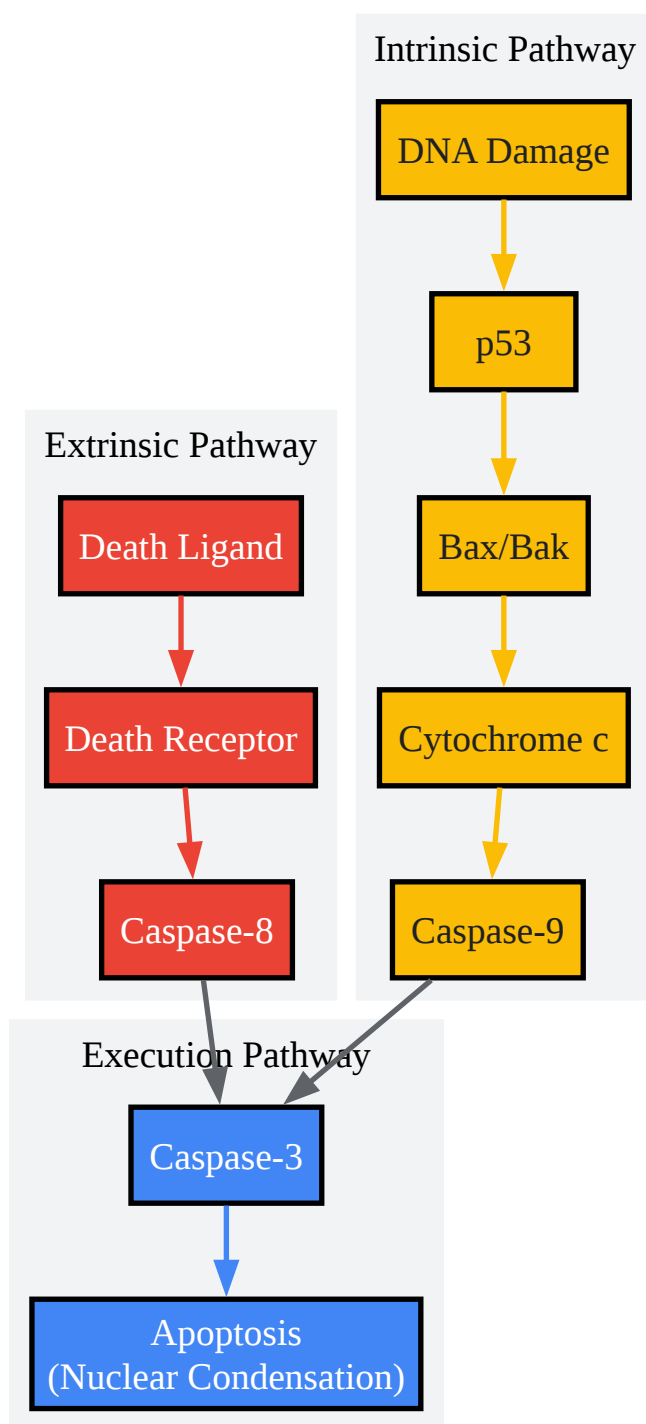 Intrinsic Pathway
DNA Damage
p53
Bax/Bak
Cytochrome c
Caspase-9
Extrinsic Pathway
Death Ligand
Death Receptor
Caspase-8
Execution Pathway
Caspase-3
Apoptosis
(Nuclear Condensation)